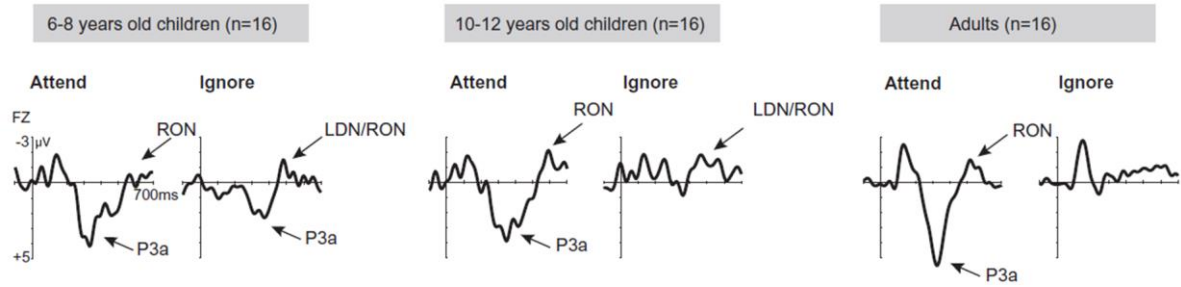 6-8 years old children (n=16)
10-12 years old children (n=16)
Adults (n=16)
Attend
Ignore
Attend
Ignore
Attend
Ignore
FZ
-3 µV
+5
700ms
RON
P3a
LDN/RON
P3a
RON
P3a
LDN/RON
RON
P3a